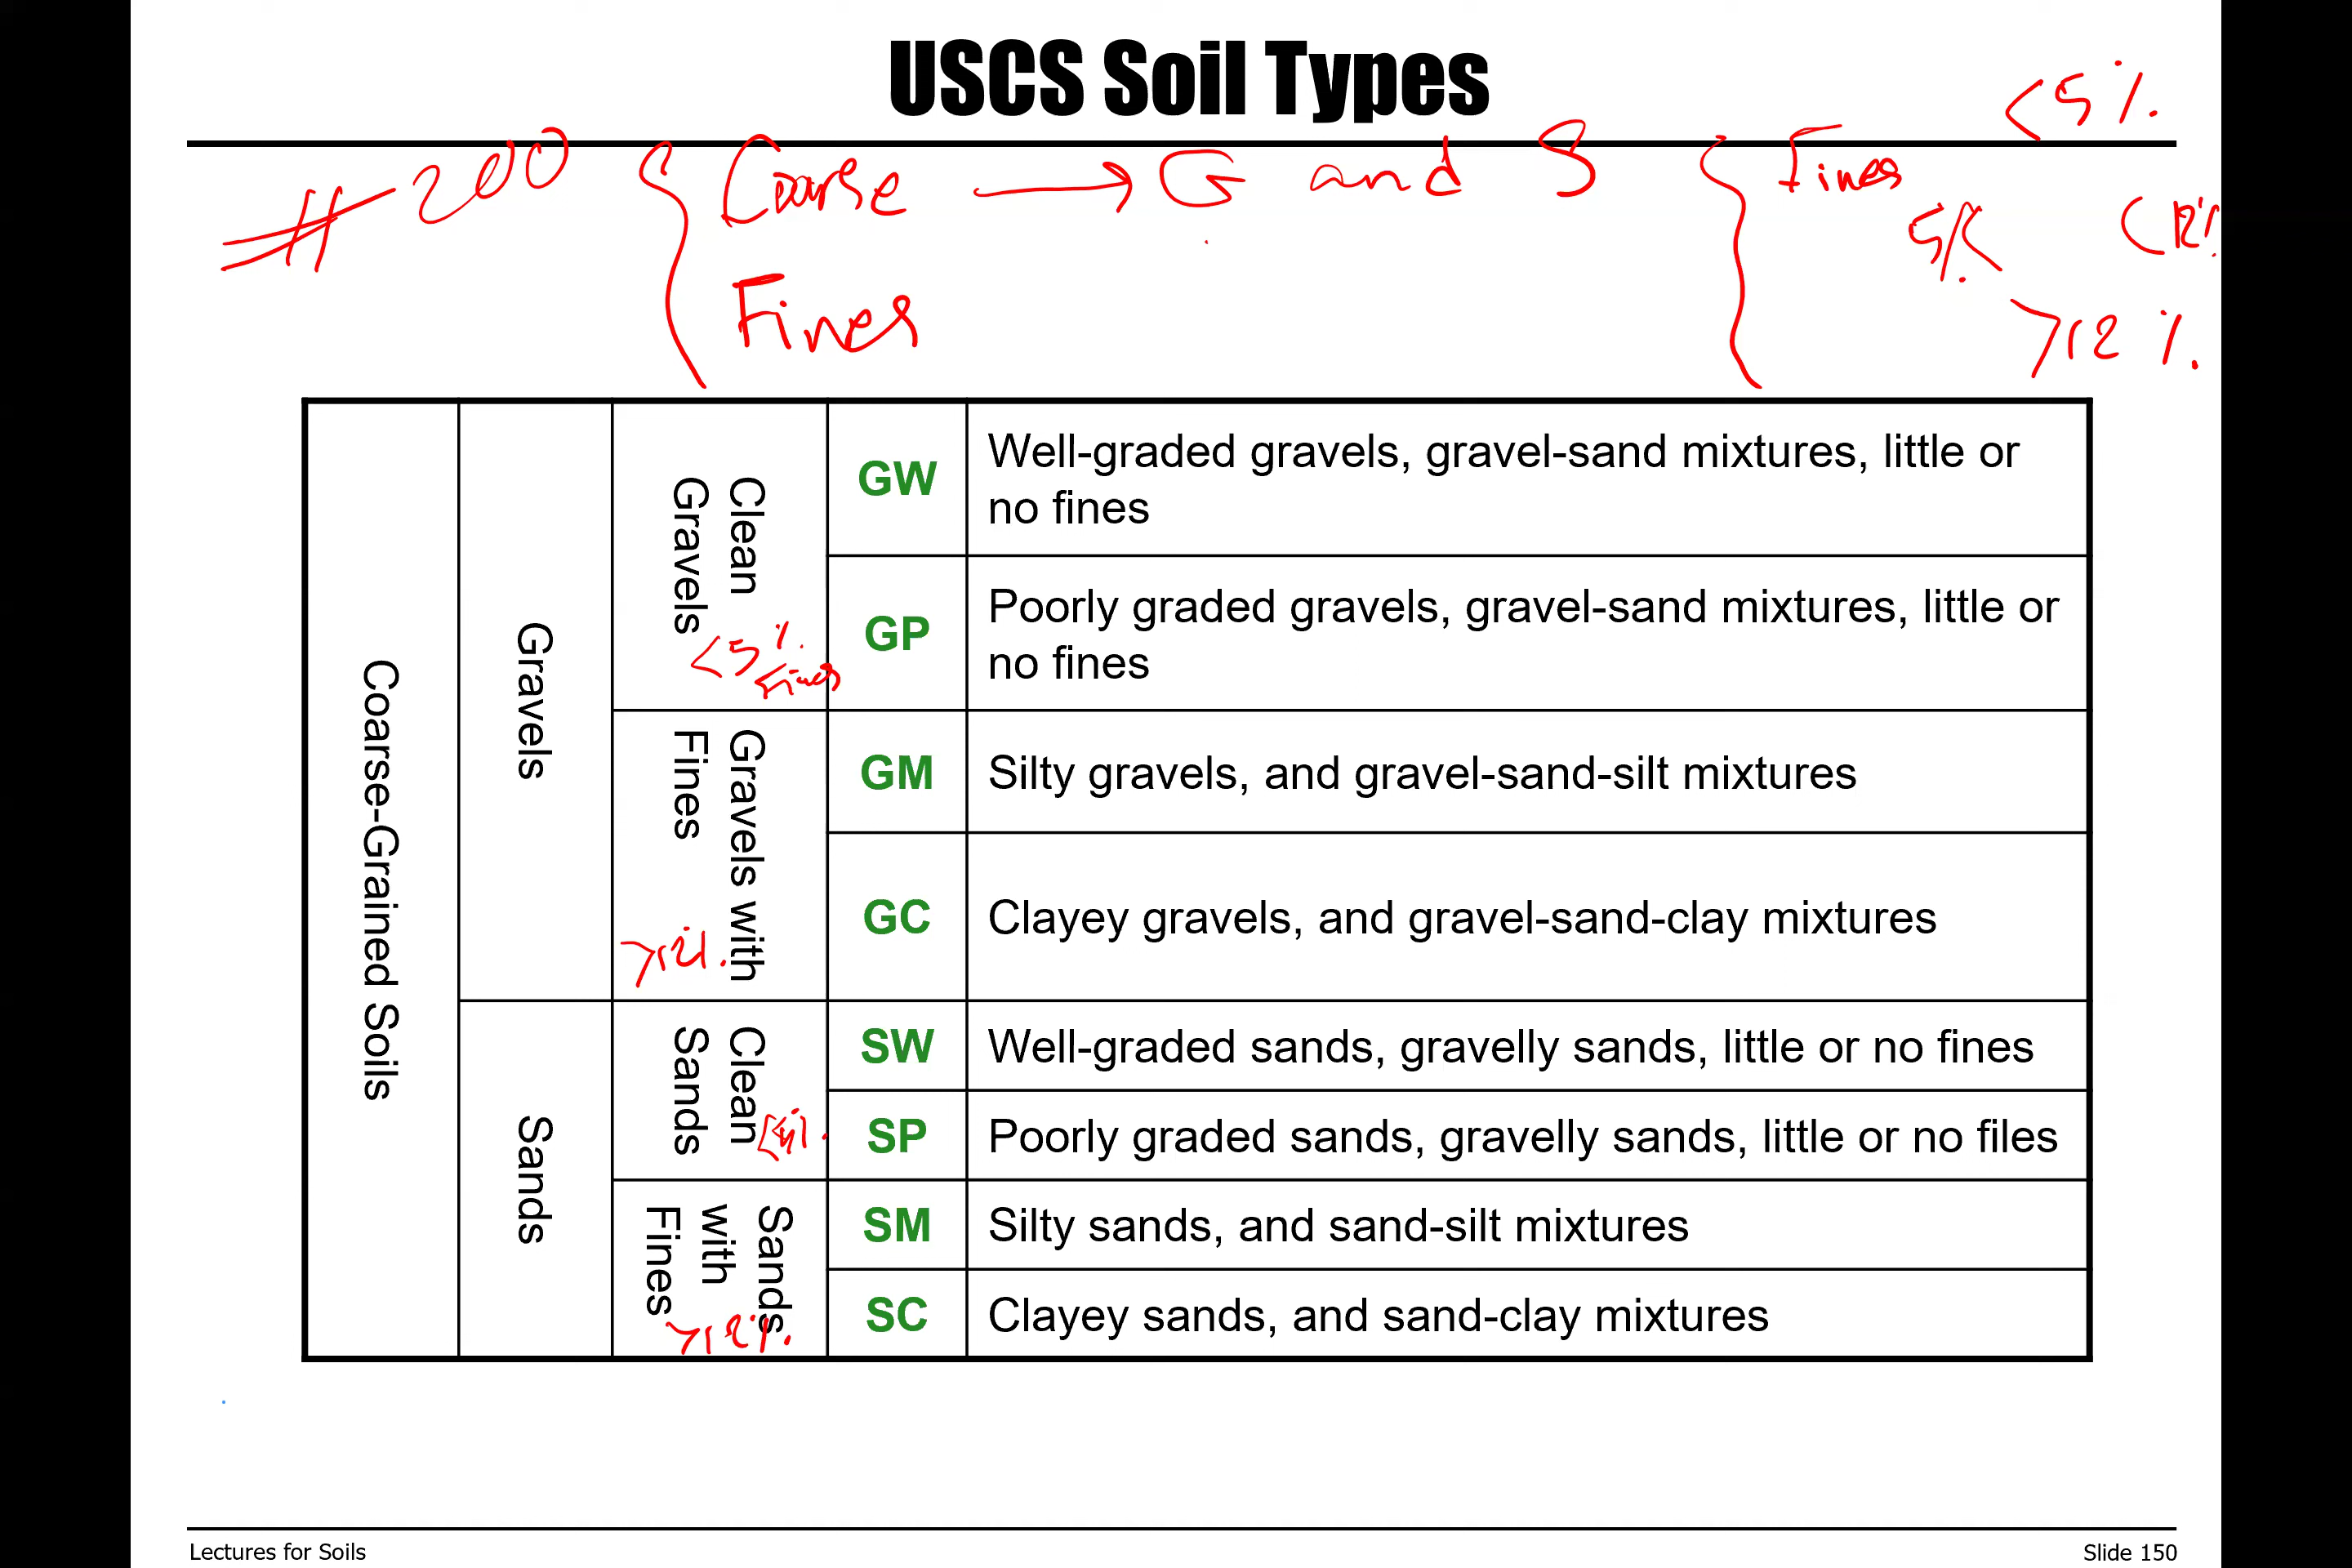 USCS Soil Types
<5%.
#200 { Coarse → G and S { Fines
5% (12%
Fines
>12%.
Coarse-Grained Soils
Gravels
Clean
Gravels
<5%.
fines
GW Well-graded gravels, gravel-sand mixtures, little or
no fines
GP Poorly graded gravels, gravel-sand mixtures, little or
no fines
Gravels with
Fines
>12%.
GM Silty gravels, and gravel-sand-silt mixtures
GC Clayey gravels, and gravel-sand-clay mixtures
Sands
Clean
Sands
SW Well-graded sands, gravelly sands, little or no fines
SP Poorly graded sands, gravelly sands, little or no files
Sands
with
Fines
>12%.
SM Silty sands, and sand-silt mixtures
SC Clayey sands, and sand-clay mixtures
Lectures for Soils
Slide 150